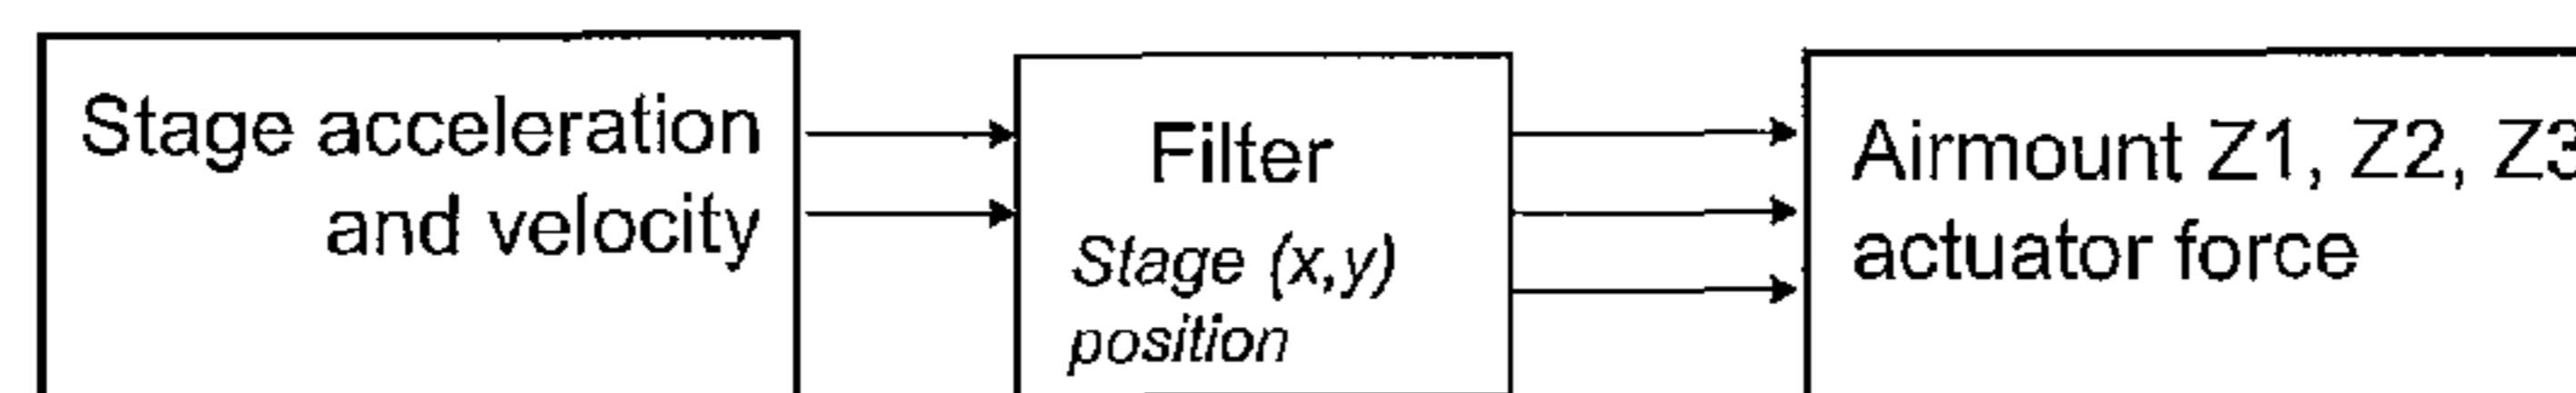 Stage acceleration
and velocity
Filter
Stage (x,y)
position
Airmount Z1, Z2, Z3
actuator force